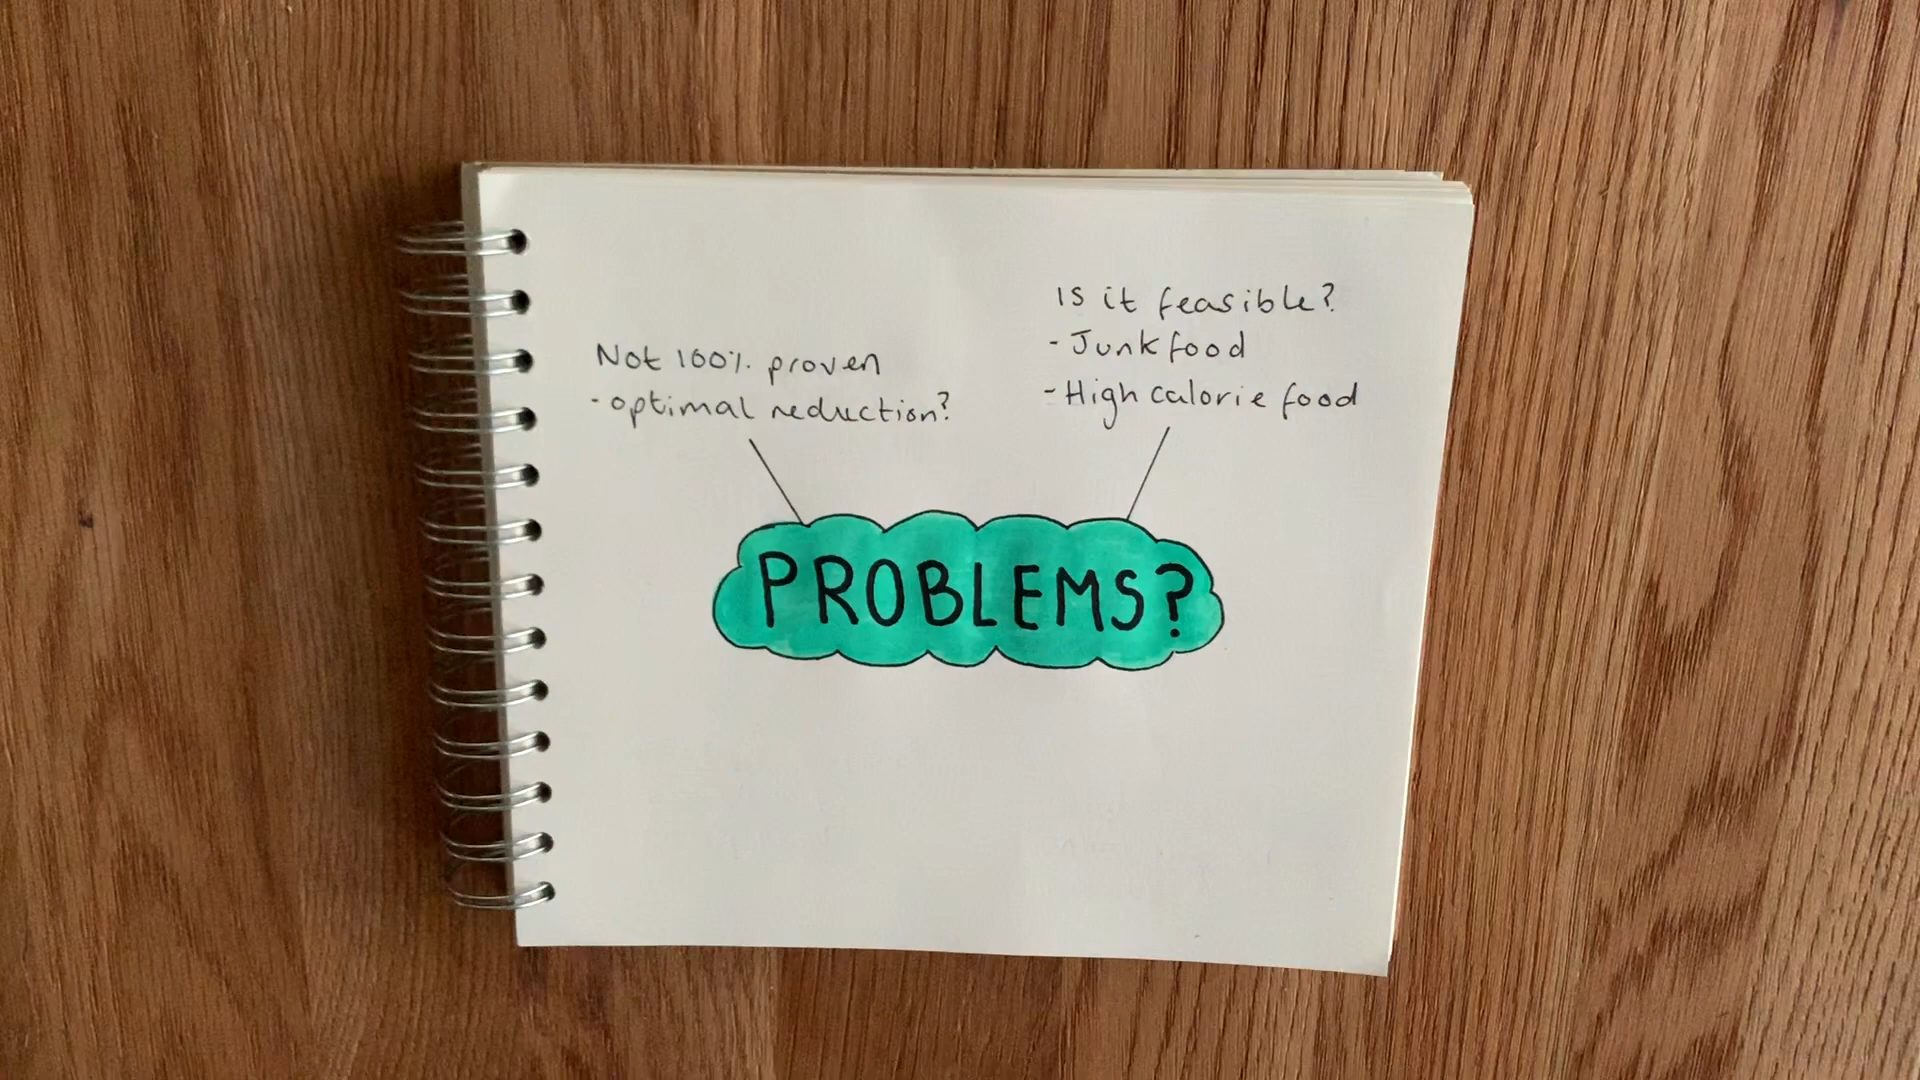 Not 100% proven
- optimal reduction?
Is it feasible?
- Junk food
- High calorie food
PROBLEMS?